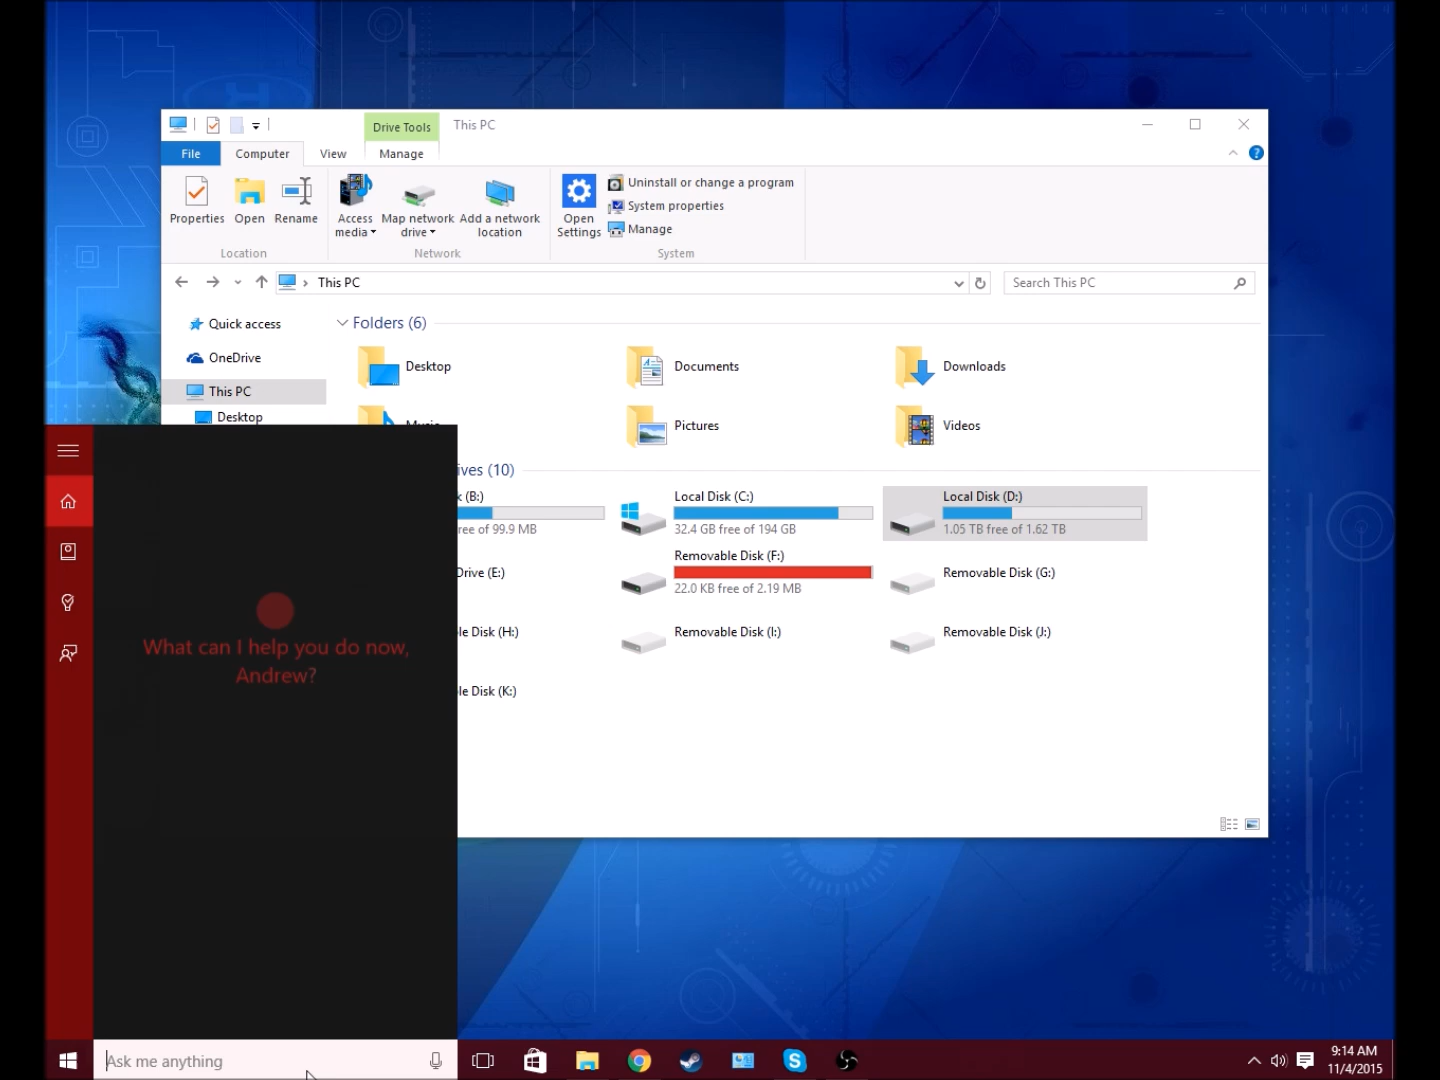 Drive Tools This PC
File Computer View Manage
Properties Open Rename Access media Map network drive Add a network location Open Settings Uninstall or change a program
System properties
Manage
Location Network System
This PC Search This PC
Quick access
OneDrive
This PC
Desktop
Folders (6)
Desktop Documents Downloads
Music Pictures Videos
ives (10)
k (B:) Local Disk (C:) Local Disk (D:)
ree of 99.9 MB 32.4 GB free of 194 GB 1.05 TB free of 1.62 TB
Drive (E:) Removable Disk (F:) Removable Disk (G:)
22.0 KB free of 2.19 MB
le Disk (H:) Removable Disk (I:) Removable Disk (J:)
le Disk (K:)
What can I help you do now,
Andrew?
Ask me anything
9:14 AM
11/4/2015